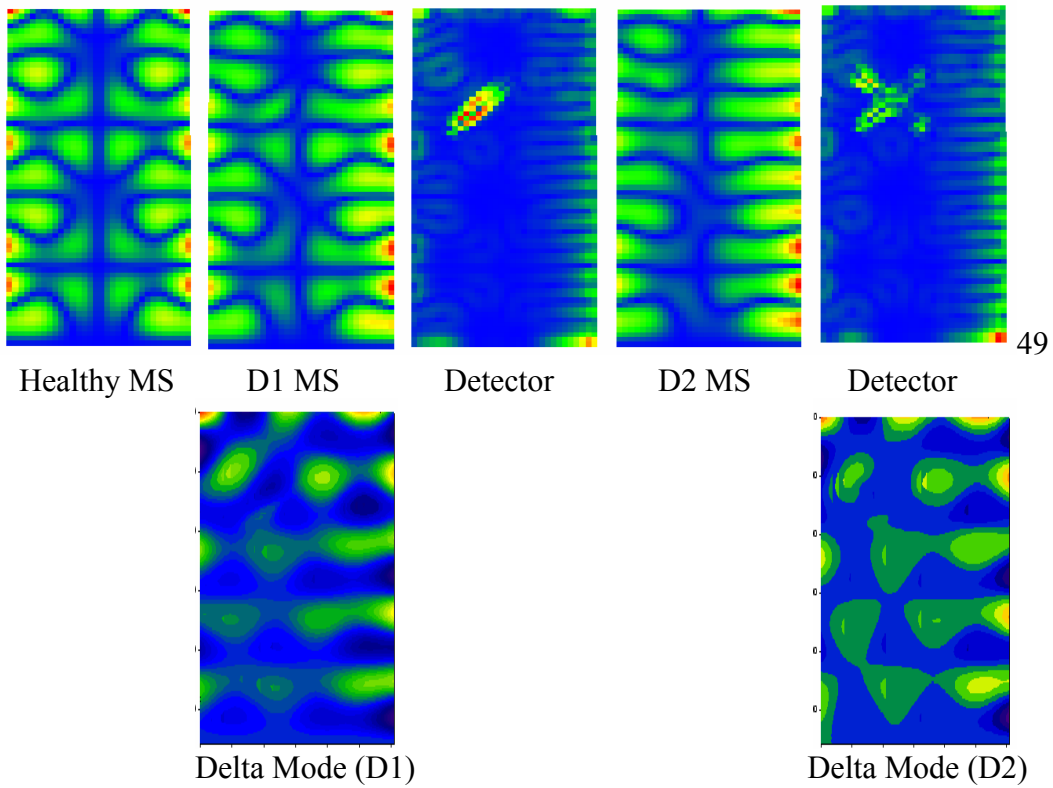 49
Healthy MS D1 MS Detector D2 MS Detector
Delta Mode (D1) Delta Mode (D2)